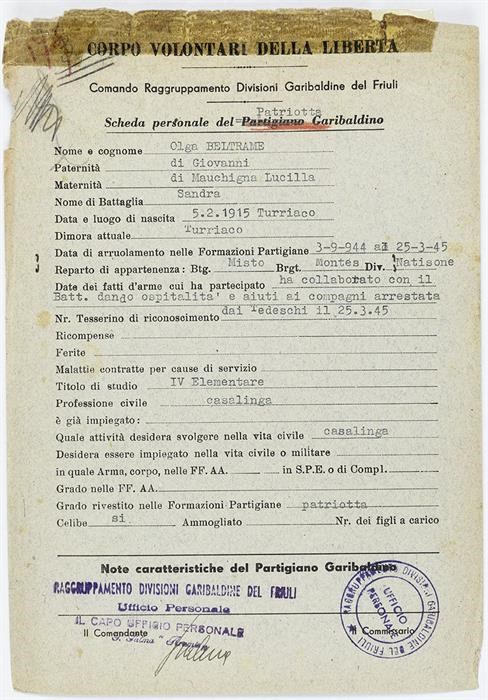 CORPO VOLONTARI DELLA LIBERTA
Comando Raggruppamento Divisioni Garibaldine del Friuli
Patriotta
Scheda personale del Partigiano Garibaldino
Nome e cognome Olga BELTRAME
Paternità di Giovanni
Maternità di Mauchigna Lucilla
Nome di Battaglia Sandra
Data e luogo di nascita 5.2.1915 Turriaco
Dimora attuale Turriaco
Data di arruolamento nelle Formazioni Partigiane 3-9-944 al 25-3-45
Reparto di appartenenza: Btg. Misto Brgt. Montes Div. Natisone
Date dei fatti d'arme cui ha partecipato ha collaborato con il
Batt. dando ospitalita' e aiuti ai compagni arrestata
Nr. Tesserino di riconoscimento dai Tedeschi il 25.3.45
Ricompense
Ferite
Malattie contratte per cause di servizio
Titolo di studio IV Elementare
Professione civile casalinga
è già impiegato:
Quale attività desidera svolgere nella vita civile casalinga
Desidera essere impiegato nella vita civile o militare
in quale Arma, corpo, nelle FF. AA. in S.P.E. o di Compl.
Grado nelle FF. AA.
Grado rivestito nelle Formazioni Partigiane patriotta
Celibe si Ammogliato Nr. dei figli a carico
Note caratteristiche del Partigiano Garibaldino
RAGGRUPPAMENTO DIVISIONI GARIBALDINE DEL FRIULI
Ufficio Personale
IL CAPO UFFICIO PERSONALE
Il Comandante
Il Commissario
RAGGRUPPAMENTO DIVISIONI GARIBALDINE DEL FRIULI
UFFICIO
PERSONALE